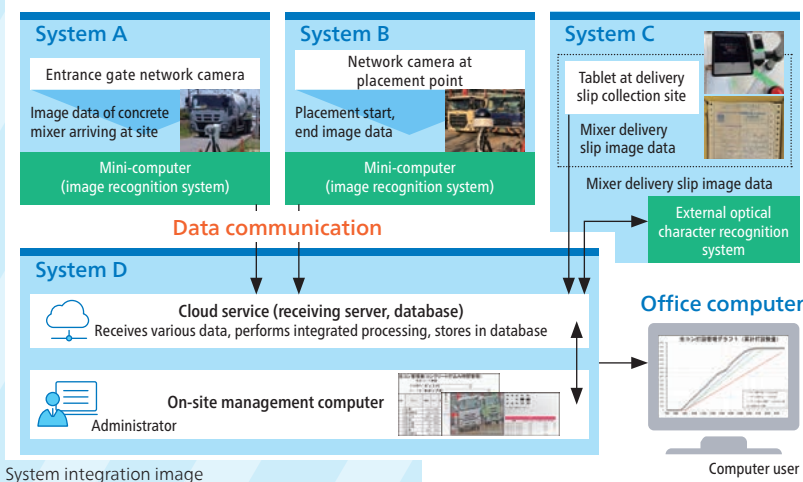 System A
Entrance gate network camera
Image data of concrete
mixer arriving at site
Mini-computer
(image recognition system)
System B
Network camera at
placement point
Placement start,
end image data
Mini-computer
(image recognition system)
System C
Tablet at delivery
slip collection site
Mixer delivery
slip image data
Mixer delivery slip image data
External optical
character recognition
system
Data communication
System D
Cloud service (receiving server, database)
Receives various data, performs integrated processing, stores in database
On-site management computer
Administrator
Office computer
Computer user
System integration image